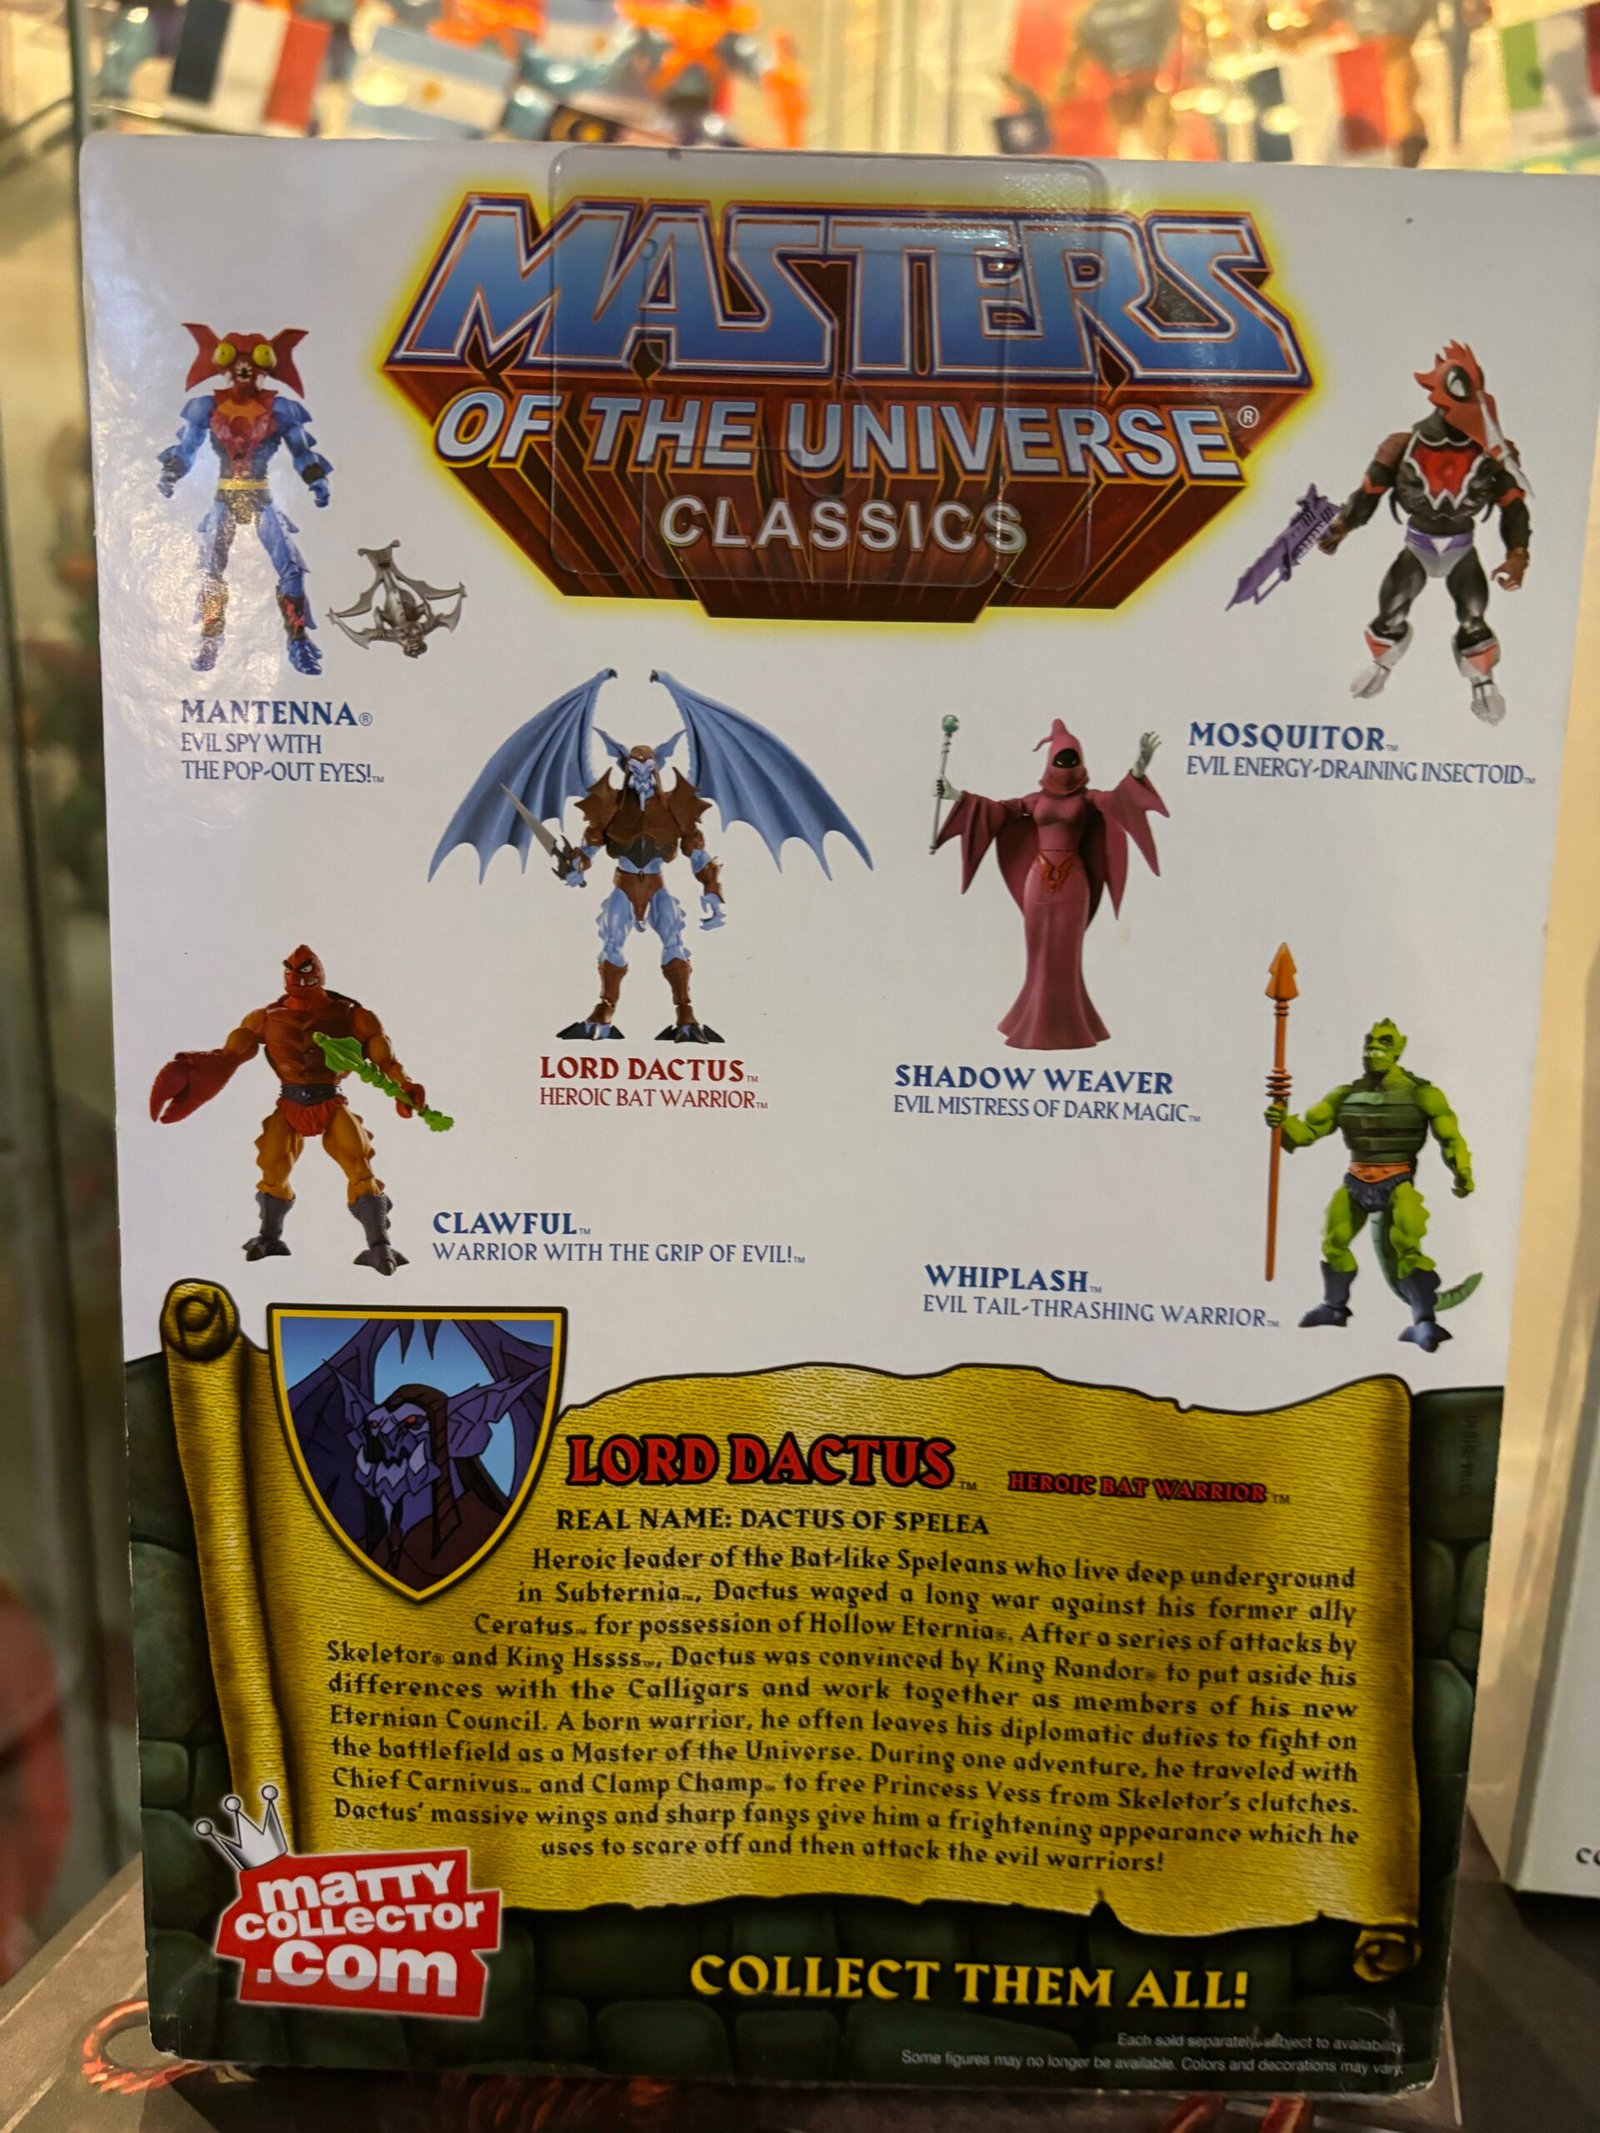 MASTERS
OF THE UNIVERSE®
CLASSICS
MANTENNA®
EVIL SPY WITH
THE POP-OUT EYES!™
MOSQUITOR™
EVIL ENERGY-DRAINING INSECTOID™
LORD DACTUS™
HEROIC BAT WARRIOR™
SHADOW WEAVER
EVIL MISTRESS OF DARK MAGIC™
CLAWFUL™
WARRIOR WITH THE GRIP OF EVIL!™
WHIPLASH™
EVIL TAIL-THRASHING WARRIOR™
LORD DACTUS™ HEROIC BAT WARRIOR™
REAL NAME: DACTUS OF SPELEA
Heroic leader of the Bat-like Speleans who live deep underground
in Subternia™, Dactus waged a long war against his former ally
Ceratus™ for possession of Hollow Eternia®. After a series of attacks by
Skeletor® and King Hssss™, Dactus was convinced by King Randor® to put aside his
differences with the Calligars and work together as members of his new
Eternian Council. A born warrior, he often leaves his diplomatic duties to fight on
the battlefield as a Master of the Universe. During one adventure, he traveled with
Chief Carnivus™ and Clamp Champ™ to free Princess Vess from Skeletor's clutches.
Dactus' massive wings and sharp fangs give him a frightening appearance which he
uses to scare off and then attack the evil warriors!
maTTY
COLLECTOR
.com
COLLECT THEM ALL!
Each sold separately, subject to availability.
Some figures may no longer be available. Colors and decorations may vary.